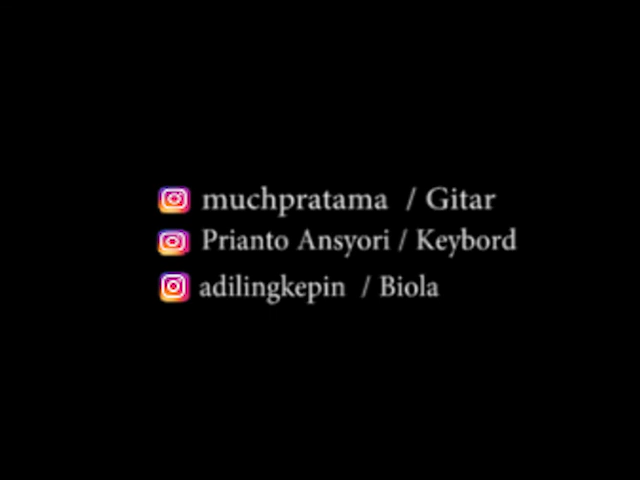 muchpratama / Gitar
Prianto Ansyori / Keybord
adilingkepin / Biola